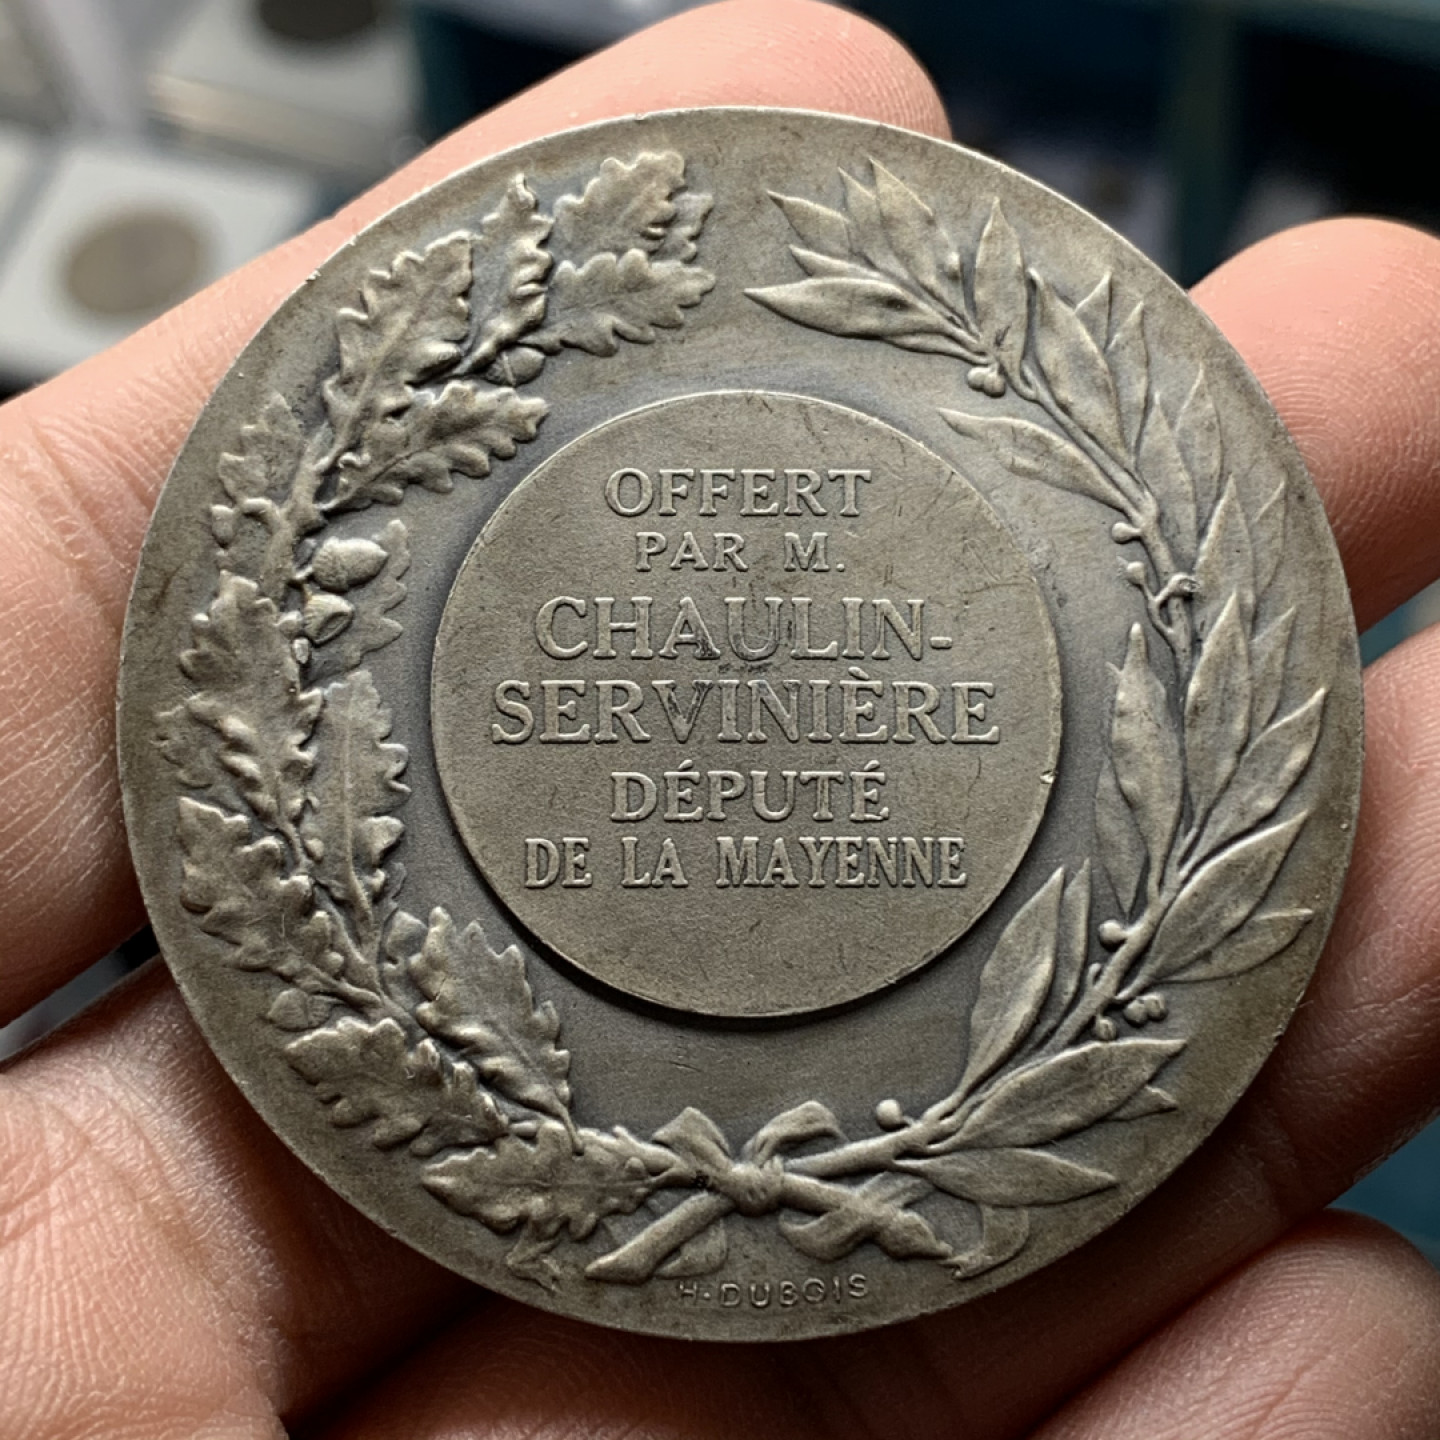 OFFERT
PAR M.
CHAULIN-
SERVINIÈRE
DÉPUTÉ
DE LA MAYENNE
H. DUBOIS